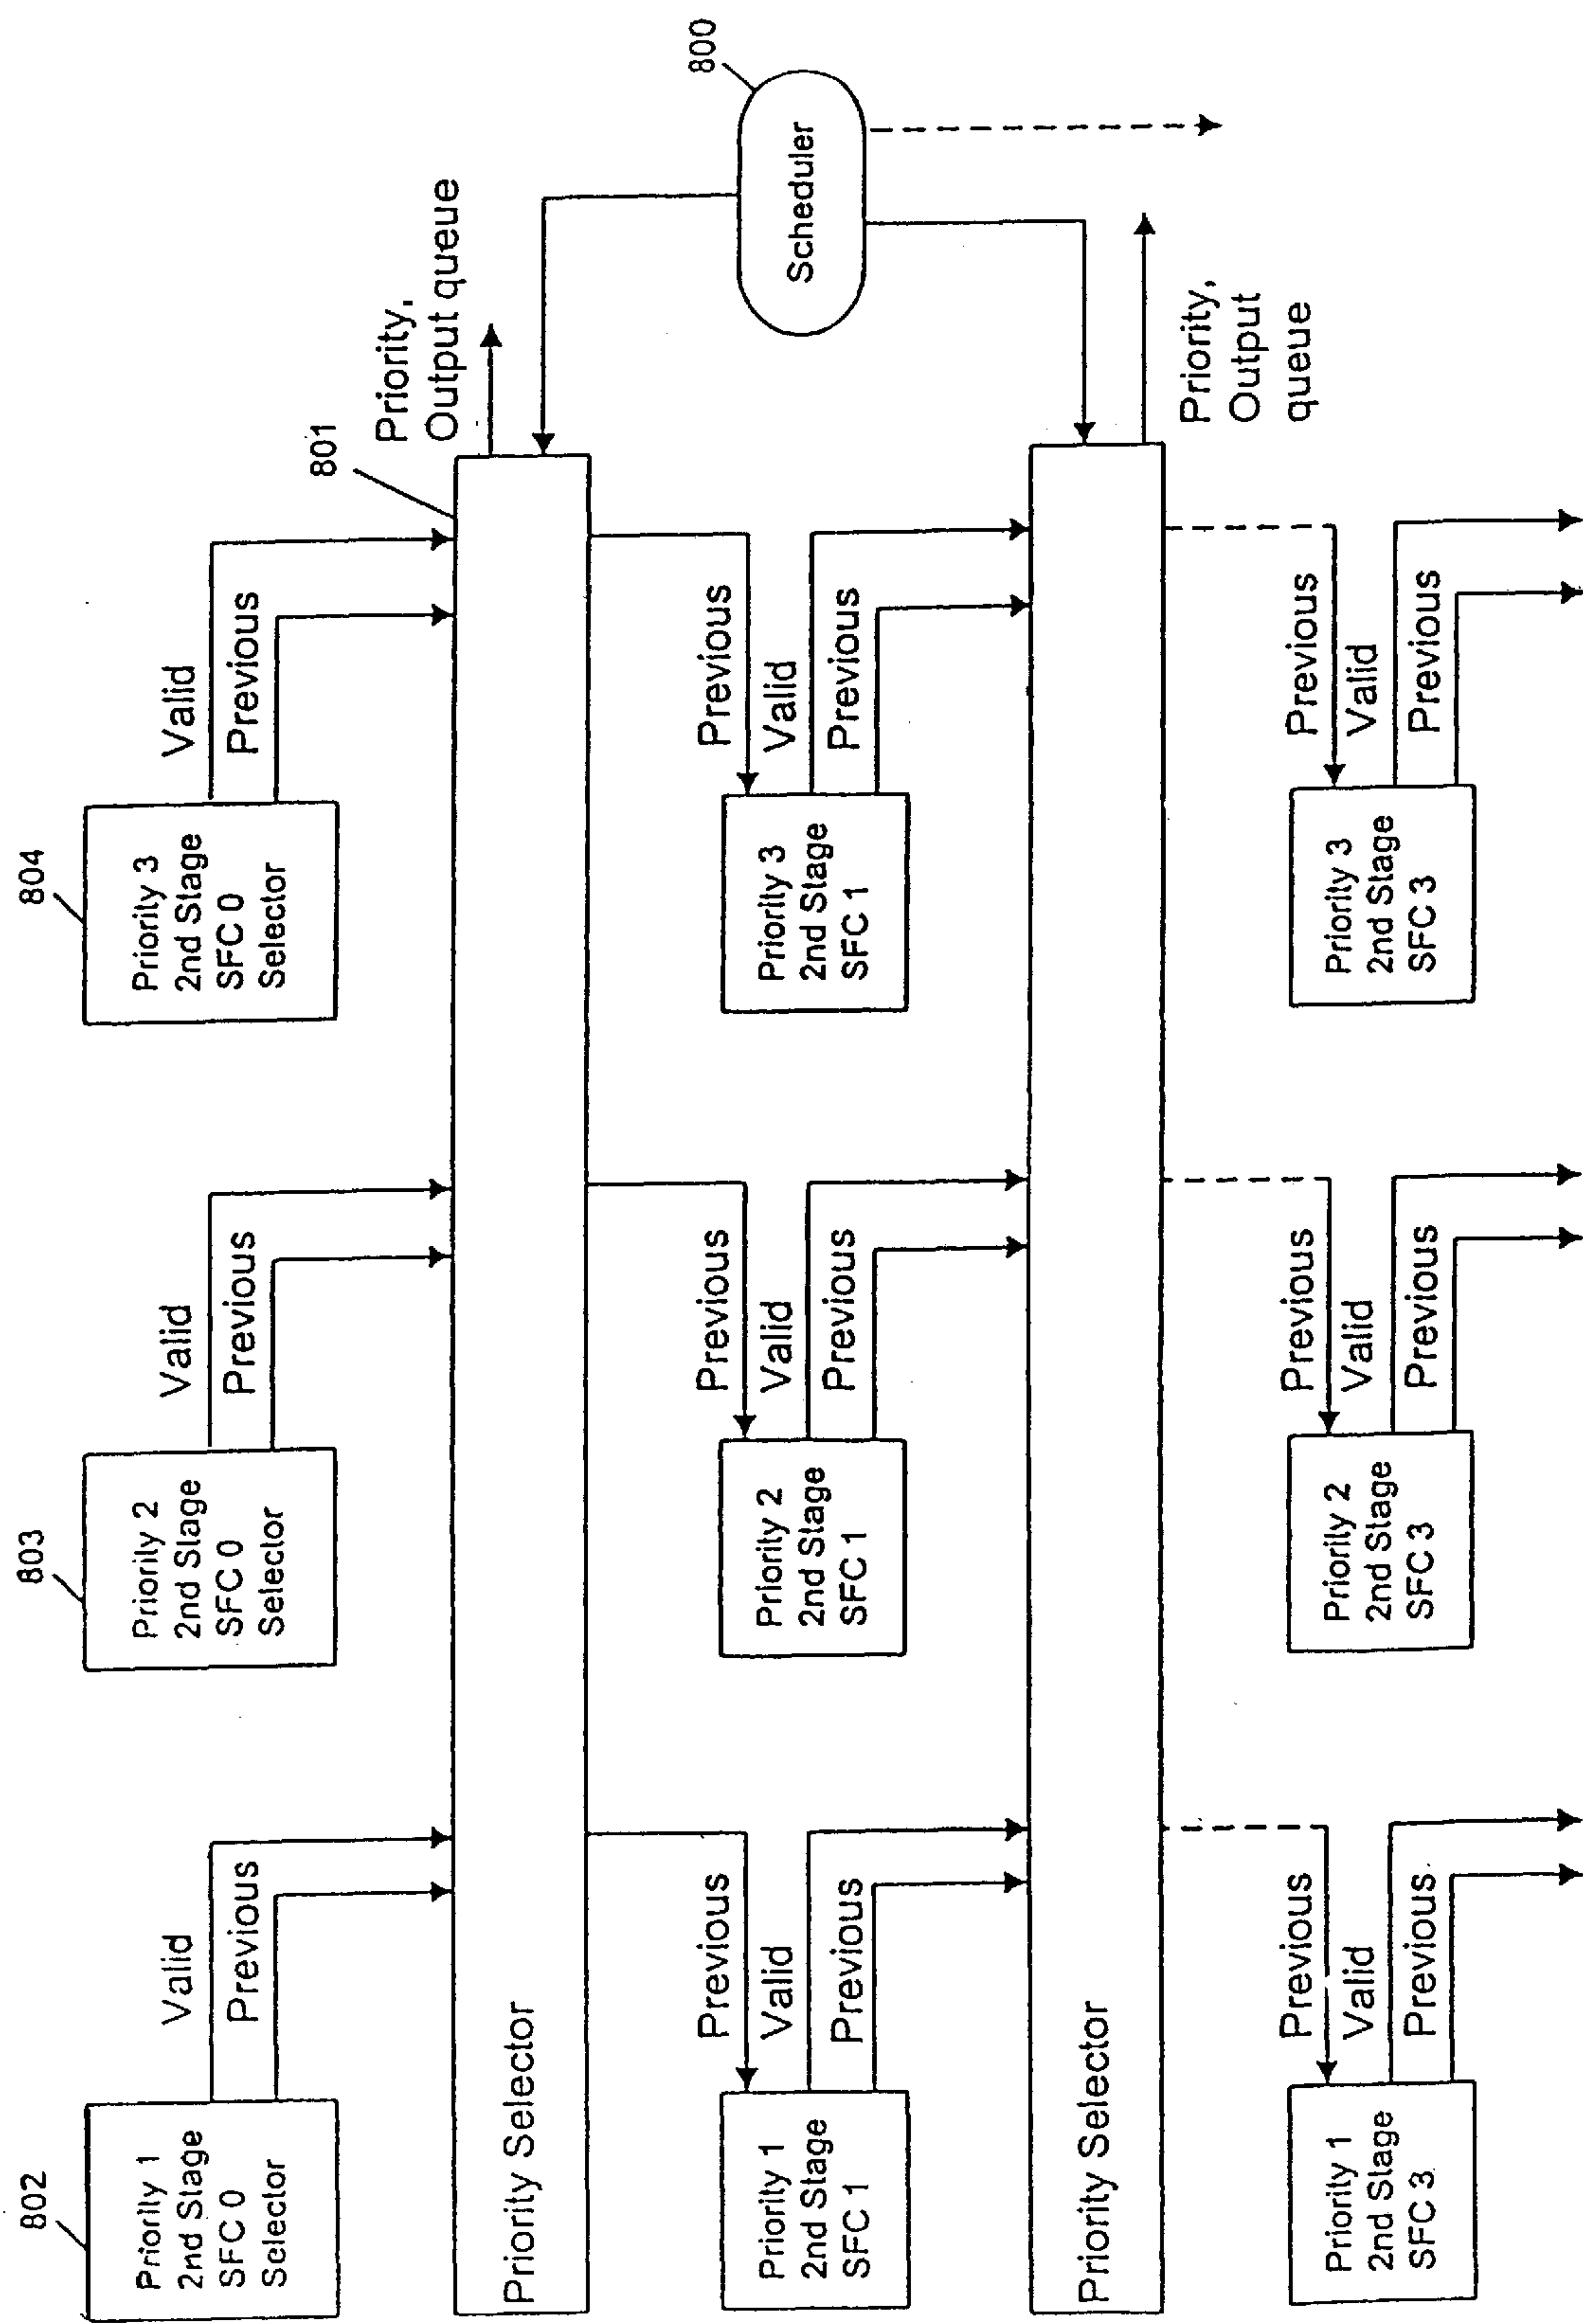 802
Priority 1
2nd Stage
SFC 0
Selector
Valid
Previous
803
Priority 2
2nd Stage
SFC 0
Selector
Valid
Previous
804
Priority 3
2nd Stage
SFC 0
Selector
Valid
Previous
801
Priority Selector
Priority,
Output queue
Priority 1
2nd Stage
SFC 1
Previous
Valid
Previous
Priority 2
2nd Stage
SFC 1
Previous
Valid
Previous
Priority 3
2nd Stage
SFC 1
Previous
Valid
Previous
800
Scheduler
Priority Selector
Priority,
Output
queue
Priority 1
2nd Stage
SFC 3
Previous
Valid
Previous
Priority 2
2nd Stage
SFC 3
Previous
Valid
Previous
Priority 3
2nd Stage
SFC 3
Previous
Valid
Previous